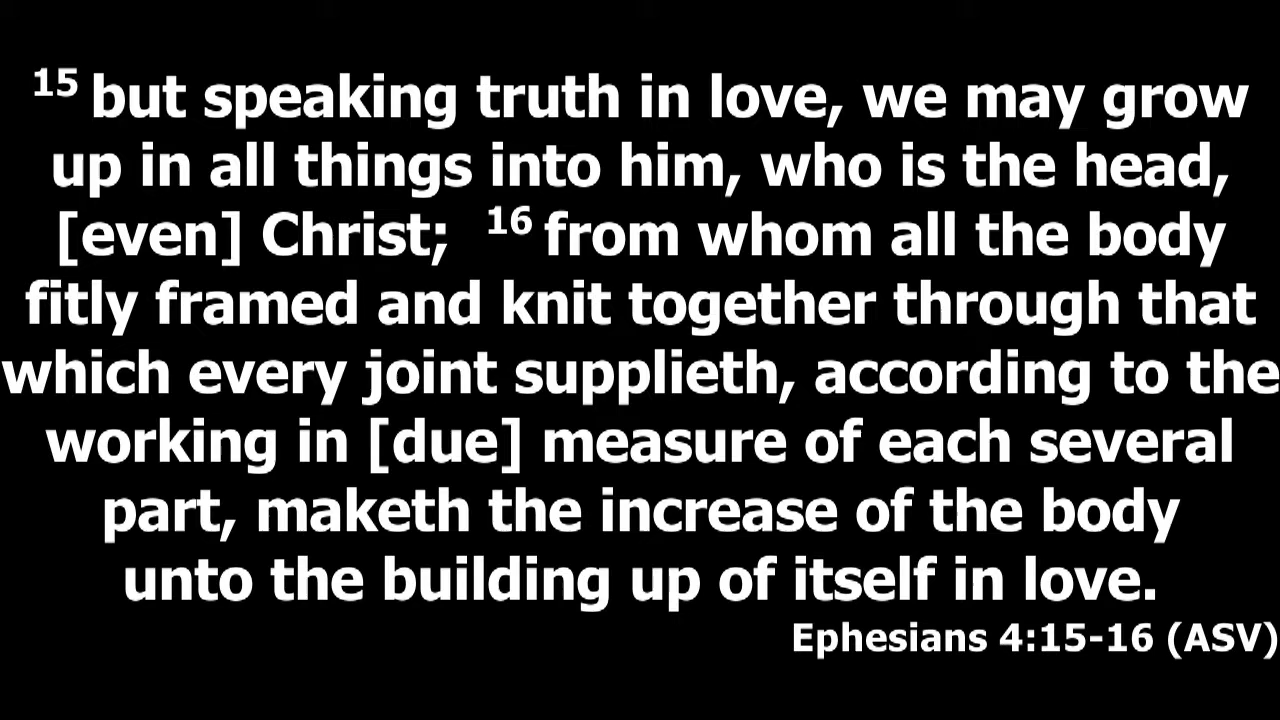 15 but speaking truth in love, we may grow
up in all things into him, who is the head,
[even] Christ; 16 from whom all the body
fitly framed and knit together through that
which every joint supplieth, according to the
working in [due] measure of each several
part, maketh the increase of the body
unto the building up of itself in love.
Ephesians 4:15-16 (ASV)